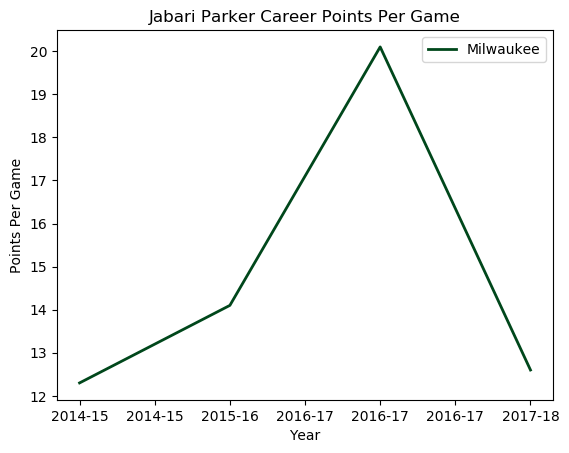 Jabari Parker Career Points Per Game
Milwaukee
20
19
18
17
16
15
14
13
12
Points Per Game
2014-15 2014-15 2015-16 2016-17 2016-17 2016-17 2017-18
Year